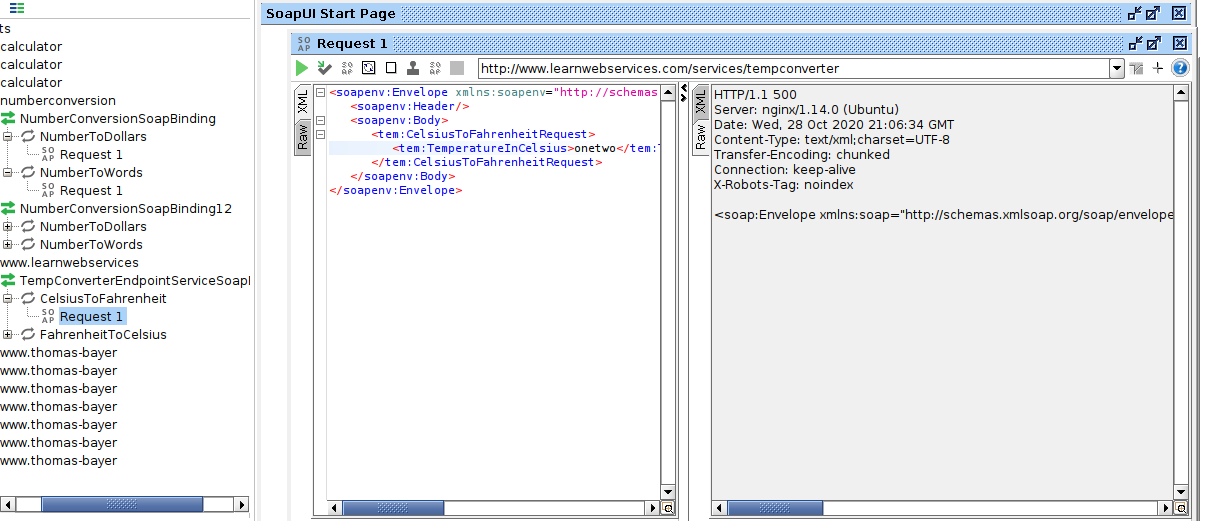 ts
calculator
calculator
calculator
numberconversion
NumberConversionSoapBinding
NumberToDollars
SO AP Request 1
NumberToWords
SO AP Request 1
NumberConversionSoapBinding12
NumberToDollars
NumberToWords
www.learnwebservices
TempConverterEndpointServiceSoap
CelsiusToFahrenheit
SO AP Request 1
FahrenheitToCelsius
www.thomas-bayer
www.thomas-bayer
www.thomas-bayer
www.thomas-bayer
www.thomas-bayer
www.thomas-bayer
www.thomas-bayer
SoapUI Start Page
SO AP Request 1
SO AP
http://www.learnwebservices.com/services/tempconverter
?
XML
Raw
<soapenv:Envelope xmlns:soapenv="http://schemas
<soapenv:Header/>
<soapenv:Body>
<tem:CelsiusToFahrenheitRequest>
<tem:TemperatureInCelsius>onetwo</tem:
</tem:CelsiusToFahrenheitRequest>
</soapenv:Body>
</soapenv:Envelope>
XML
Raw
HTTP/1.1 500
Server: nginx/1.14.0 (Ubuntu)
Date: Wed, 28 Oct 2020 21:06:34 GMT
Content-Type: text/xml;charset=UTF-8
Transfer-Encoding: chunked
Connection: keep-alive
X-Robots-Tag: noindex
<soap:Envelope xmlns:soap="http://schemas.xmlsoap.org/soap/envelope